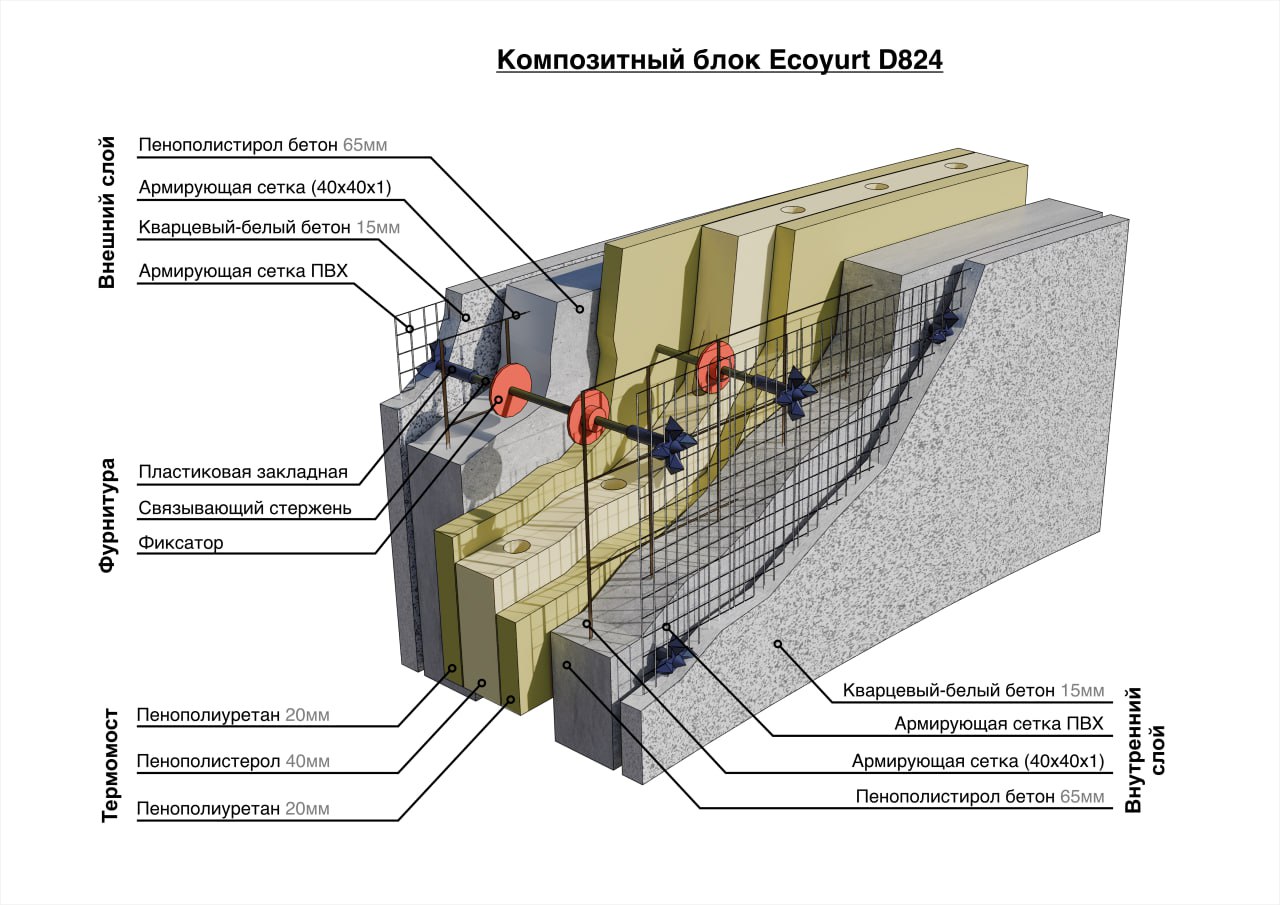 Композитный блок Ecoyurt D824
Внешний слой
Пенополистирол бетон 65мм
Армирующая сетка (40х40х1)
Кварцевый-белый бетон 15мм
Армирующая сетка ПВХ
Фурнитура
Пластиковая закладная
Связывающий стержень
Фиксатор
Термомост
Пенополиуретан 20мм
Пенополистерол 40мм
Пенополиуретан 20мм
Кварцевый-белый бетон 15мм
Армирующая сетка ПВХ
Армирующая сетка (40х40х1)
Пенополистирол бетон 65мм
Внутренний
слой